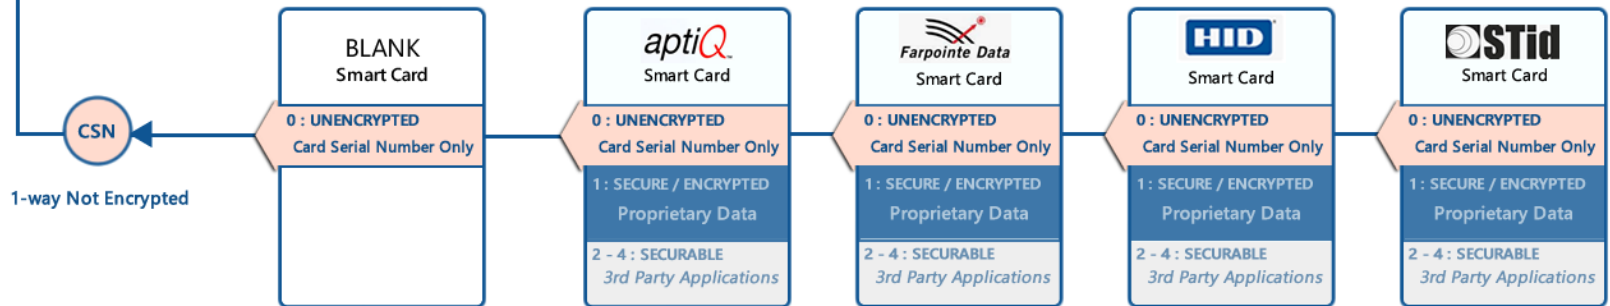 CSN
1-way Not Encrypted
BLANK
Smart Card
0 : UNENCRYPTED
Card Serial Number Only
aptiQ™
Smart Card
0 : UNENCRYPTED
Card Serial Number Only
1 : SECURE / ENCRYPTED
Proprietary Data
2 - 4 : SECURABLE
3rd Party Applications
Farpointe Data
Smart Card
0 : UNENCRYPTED
Card Serial Number Only
1 : SECURE / ENCRYPTED
Proprietary Data
2 - 4 : SECURABLE
3rd Party Applications
HID
Smart Card
0 : UNENCRYPTED
Card Serial Number Only
1 : SECURE / ENCRYPTED
Proprietary Data
2 - 4 : SECURABLE
3rd Party Applications
STid
Smart Card
0 : UNENCRYPTED
Card Serial Number Only
1 : SECURE / ENCRYPTED
Proprietary Data
2 - 4 : SECURABLE
3rd Party Applications